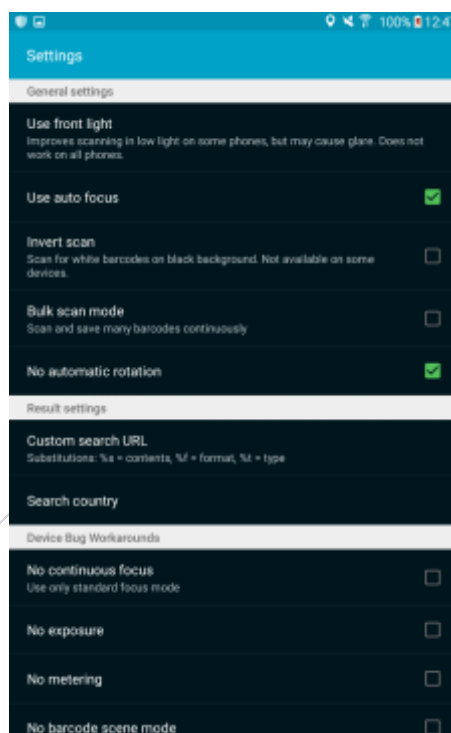 100% 12:4
Settings
General settings
Use front light
Improves scanning in low light on some phones, but may cause glare. Does not
work on all phones.
Use auto focus
Invert scan
Scan for white barcodes on black background. Not available on some
devices.
Bulk scan mode
Scan and save many barcodes continuously
No automatic rotation
Result settings
Custom search URL
Substitutions: %s = contents, %f = format, %t = type
Search country
Device Bug Workarounds
No continuous focus
Use only standard focus mode
No exposure
No metering
No barcode scene mode